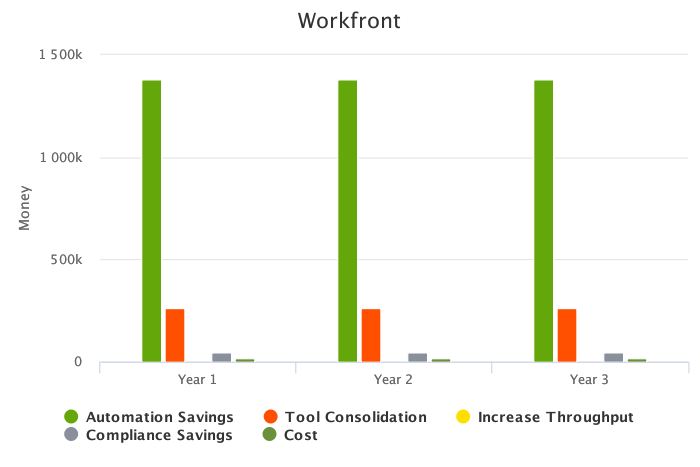 Workfront
1 500k
1 000k
500k
0
Money
Year 1 Year 2 Year 3
Automation Savings Tool Consolidation Increase Throughput
Compliance Savings Cost